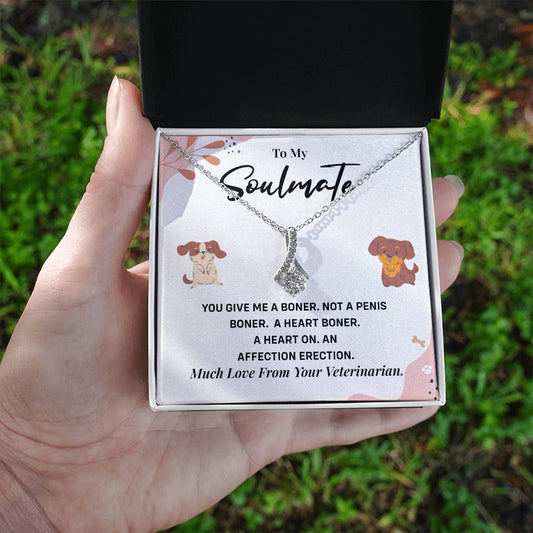 To My
Soulmate
YOU GIVE ME A BONER. NOT A PENIS
BONER. A HEART BONER.
A HEART ON. AN
AFFECTION ERECTION.
Much Love From Your Veterinarian.